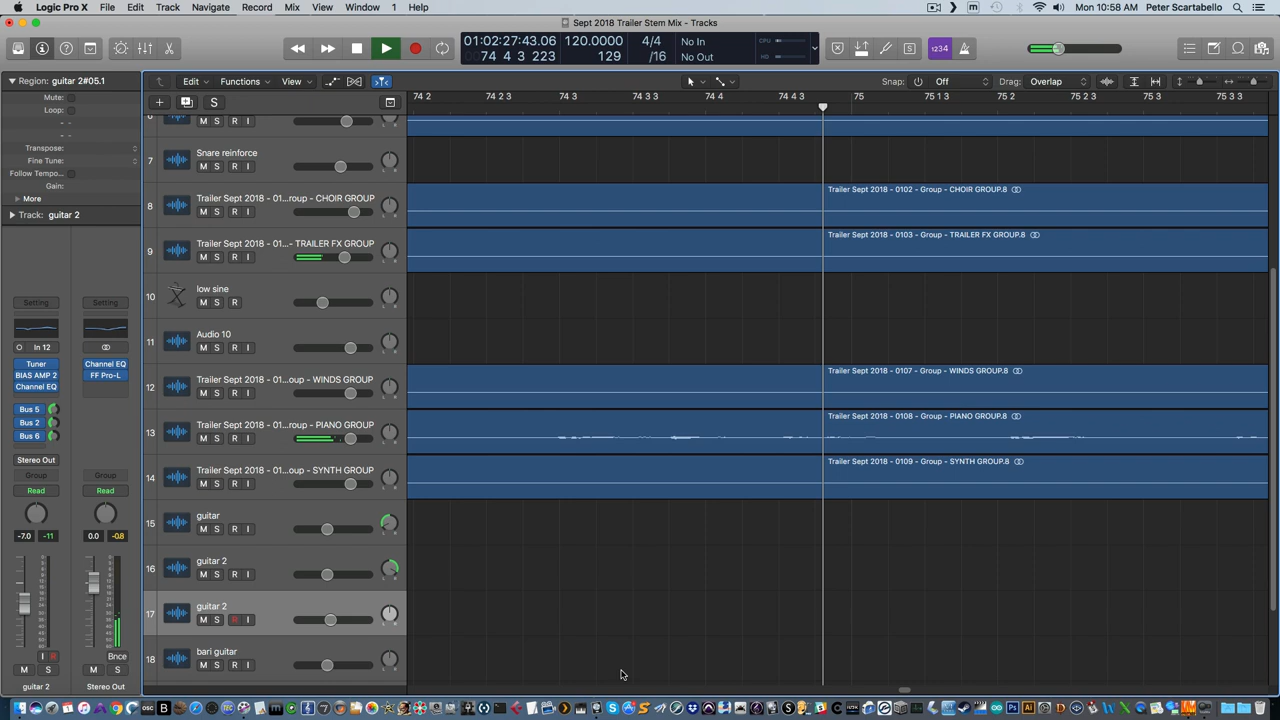 Logic Pro X File Edit Track Navigate Record Mix View Window 1 Help
Mon 10:58 AM Peter Scartabello
Sept 2018 Trailer Stem Mix - Tracks
01:02:27:43.06 120.0000 4/4 No In CPU
74 4 3 223 129 /16 No Out HD
1234
Region: guitar 2#05.1
Edit Functions View Snap: Off Drag: Overlap
Mute:
Loop:
Transpose:
Fine Tune:
Follow Tempo...
Gain:
More
Track: guitar 2
S
74 2 74 2 3 74 3 74 3 3 74 4 74 4 3 75 75 1 3 75 2 75 2 3 75 3 75 3 3
6 M S R I
7 Snare reinforce
M S R I
8 Trailer Sept 2018 - 01...roup - CHOIR GROUP
M S R I
Trailer Sept 2018 - 0102 - Group - CHOIR GROUP.8
9 Trailer Sept 2018 - 01...- TRAILER FX GROUP
M S R I
Trailer Sept 2018 - 0103 - Group - TRAILER FX GROUP.8
10 low sine
M S R
11 Audio 10
M S R I
12 Trailer Sept 2018 - 01...oup - WINDS GROUP
M S R I
Trailer Sept 2018 - 0107 - Group - WINDS GROUP.8
13 Trailer Sept 2018 - 01...roup - PIANO GROUP
M S R I
Trailer Sept 2018 - 0108 - Group - PIANO GROUP.8
14 Trailer Sept 2018 - 01...oup - SYNTH GROUP
M S R I
Trailer Sept 2018 - 0109 - Group - SYNTH GROUP.8
15 guitar
M S R I
16 guitar 2
M S R I
17 guitar 2
M S R I
18 bari guitar
M S R I
Setting Setting
In 12
Tuner Channel EQ
BIAS AMP 2 FF Pro-L
Channel EQ
Bus 5
Bus 2
Bus 6
Stereo Out
Group Group
Read Read
-7.0 -11 0.0 -0.8
I R Bnce
M S M S
guitar 2 Stereo Out